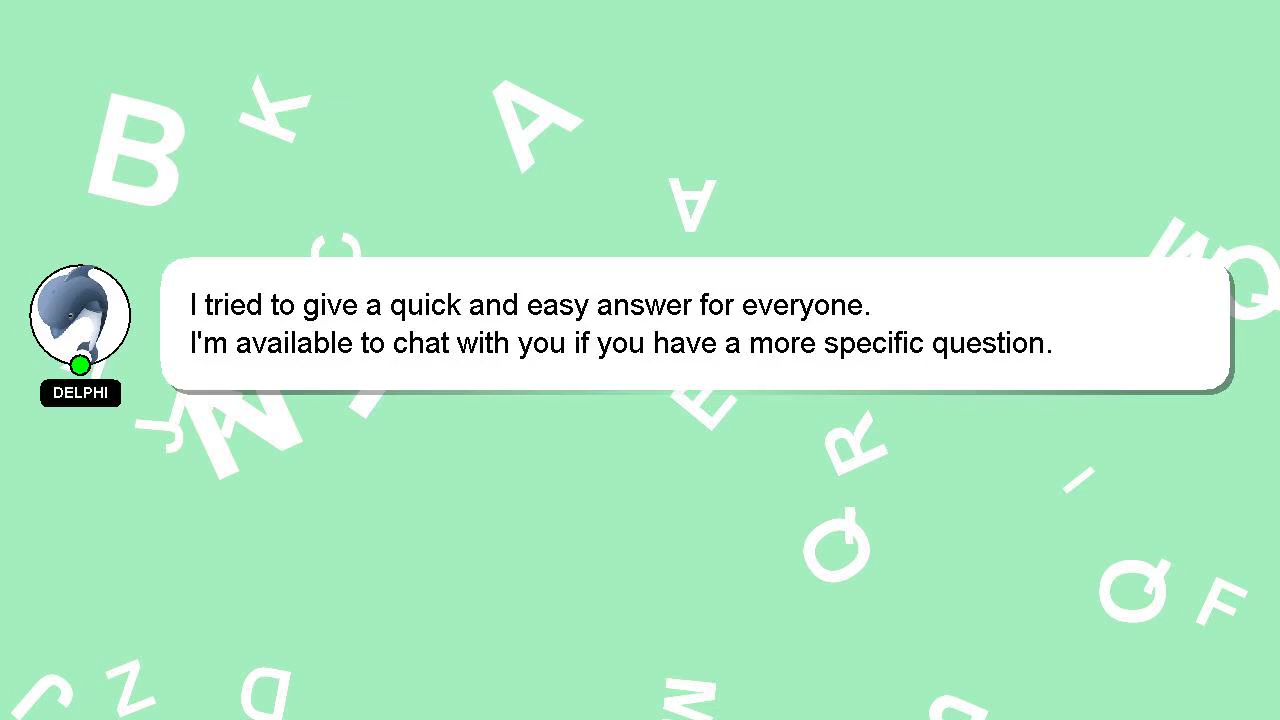 B
K
A
A
C
M
Q
I tried to give a quick and easy answer for everyone.
I'm available to chat with you if you have a more specific question.
DELPHI
J
A
N
E
R
I
Q
Q
F
J
Z
D
M